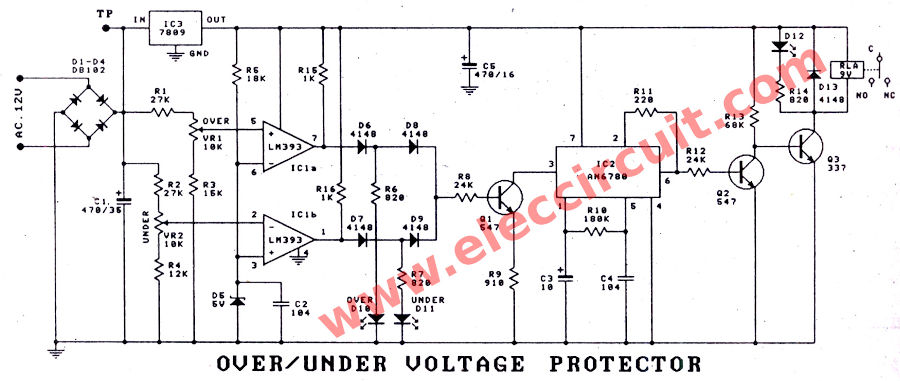 TP
IN
IC3
7809
OUT
GND
D1-D4
DB102
AC.12V
R1
27K
OVER
VR1
10K
R2
27K
R3
15K
UNDER
VR2
10K
R4
12K
C1
470/35
R5
18K
R15
1K
5
+
-
6
7
LM393
IC1a
R16
1K
2
-
+
3
1
LM393
IC1b
4
D5
5V
C2
104
D6
4148
D8
4148
R6
820
D7
4148
D9
4148
R7
820
OVER
D10
UNDER
D11
C5
470/16
R8
24K
Q1
547
R9
910
7
2
R11
220
3
IC2
AN6780
6
1
5
4
R10
180K
C3
10
C4
104
R12
24K
Q2
547
R13
68K
D12
R14
820
D13
4148
RLA
9V
C
NO
NC
Q3
337
www.eleccircuit.com
www.eleccircuit.com
OVER/UNDER VOLTAGE PROTECTOR